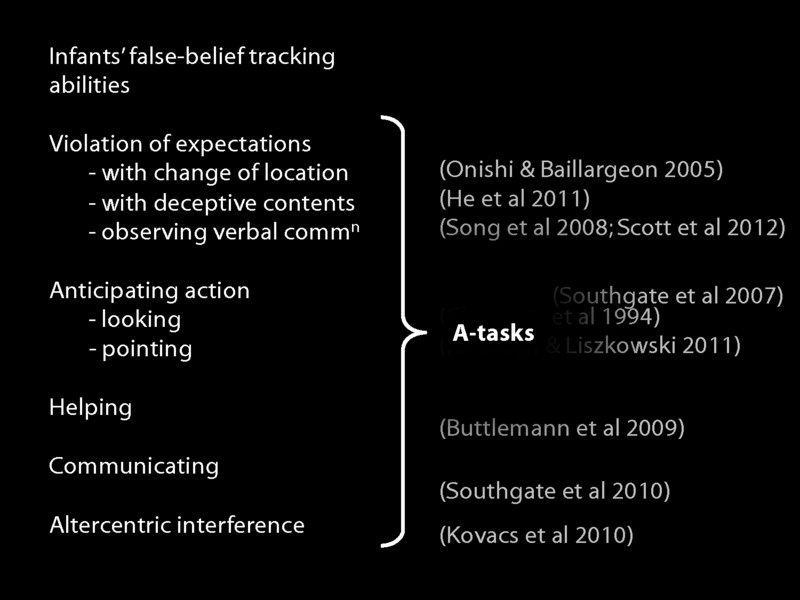 Infants' false-belief tracking
abilities
Violation of expectations
- with change of location
- with deceptive contents
- observing verbal commⁿ
Anticipating action
- looking
- pointing
Helping
Communicating
Altercentric interference
A-tasks
(Onishi & Baillargeon 2005)
(He et al 2011)
(Song et al 2008; Scott et al 2012)
(Southgate et al 2007)
et al 1994)
& Liszkowski 2011)
(Buttlemann et al 2009)
(Southgate et al 2010)
(Kovacs et al 2010)